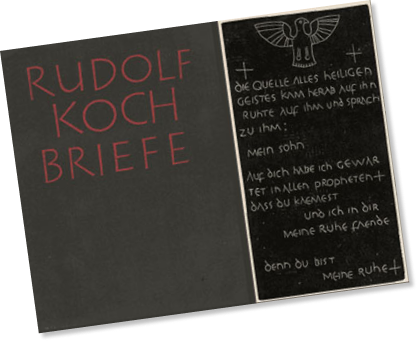 RUDOLF
KOCH
BRIEFE
DIE QUELLE ALLES HEILIGEN
GEISTES KAM HERAB AUF IHN
RUHTE AUF IHM UND SPRACH
ZU IHM:
MEIN SOHN
AUF DICH HABE ICH GEWAR
TET IN ALLEN PROPHETEN
DASS DU KAEMEST
UND ICH IN DIR
MEINE RUHE FAENDE
DENN DU BIST
MEINE RUHE